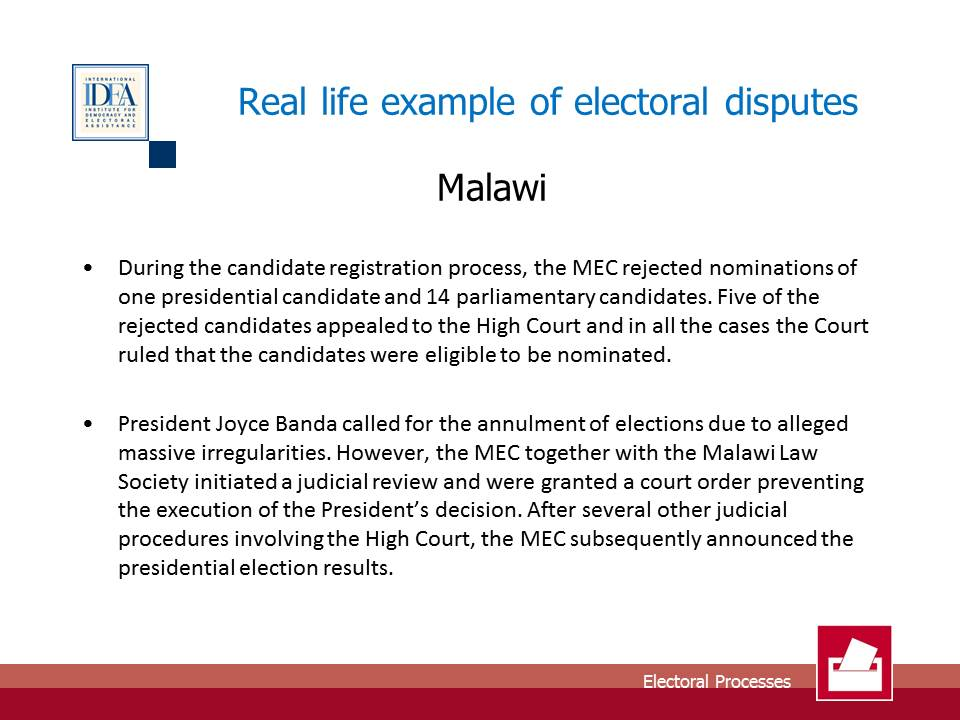 INTERNATIONAL
IDEA
INSTITUTE FOR
DEMOCRACY AND
ELECTORAL
ASSISTANCE
Real life example of electoral disputes
Malawi
• During the candidate registration process, the MEC rejected nominations of
one presidential candidate and 14 parliamentary candidates. Five of the
rejected candidates appealed to the High Court and in all the cases the Court
ruled that the candidates were eligible to be nominated.
• President Joyce Banda called for the annulment of elections due to alleged
massive irregularities. However, the MEC together with the Malawi Law
Society initiated a judicial review and were granted a court order preventing
the execution of the President’s decision. After several other judicial
procedures involving the High Court, the MEC subsequently announced the
presidential election results.
Electoral Processes